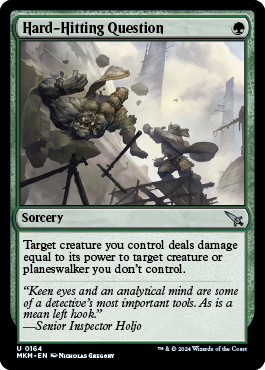 Hard-Hitting Question
Sorcery
Target creature you control deals damage
equal to its power to target creature or
planeswalker you don't control.
"Keen eyes and an analytical mind are some
of a detective's most important tools. As is a
mean left hook."
—Senior Inspector Holjo
U 0164
MKM • EN Nicholas Gregory
™ & © 2024 Wizards of the Coast